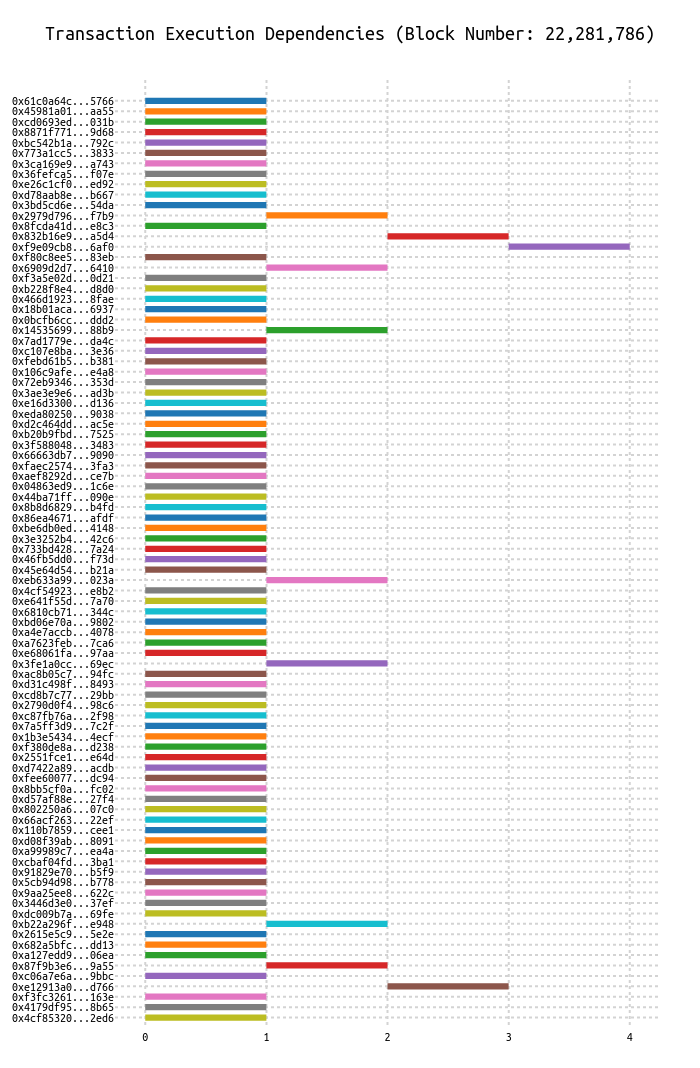 Transaction Execution Dependencies (Block Number: 22,281,786)
0x61c0a64c...5766
0x45981a01...aa55
0xcd0693ed...031b
0x8871f771...9d68
0xbc542b1a...792c
0x773a1cc5...3833
0x3ca169e9...a743
0x36fefca5...f07e
0xe26c1cf0...ed92
0xd78aab8e...b667
0x3bd5cd6e...54da
0x2979d796...f7b9
0x8fcda41d...e8c3
0x832b16e9...a5d4
0xf9e09cb8...6af0
0xf80c8ee5...83eb
0x6909d2d7...6410
0xf3a5e02d...0d21
0xb228f8e4...d8d0
0x466d1923...8fae
0x18b01aca...6937
0x0bcfb6cc...ddd2
0x14535699...88b9
0x7ad1779e...da4c
0xc107e8ba...3e36
0xfebd61b5...b381
0x106c9afe...e4a8
0x72eb9346...353d
0x3ae3e9e6...ad3b
0xe16d3300...d136
0xeda80250...9038
0xd2c464dd...ac5e
0xb20b9fbd...7525
0x3f588048...3483
0x66663db7...9090
0xfaec2574...3fa3
0xaef8292d...ce7b
0x04863ed9...1c6e
0x44ba71ff...090e
0x8b8d6829...b4fd
0x86ea4671...afdf
0xbe6db0ed...4148
0x3e3252b4...42c6
0x733bd428...7a24
0x46fb5dd0...f73d
0x45e64d54...b21a
0xeb633a99...023a
0x4cf54923...e8b2
0xe641f55d...7a70
0x6810cb71...344c
0xbd06e70a...9802
0xa4e7accb...4078
0xa7623feb...7ca6
0xe68061fa...97aa
0x3fe1a0cc...69ec
0xac8b05c7...94fc
0xd31c498f...8493
0xcd8b7c77...29bb
0x2790d0f4...98c6
0xc87fb76a...2f98
0x7a5ff3d9...7c2f
0x1b3e5434...4ecf
0xf380de8a...d238
0x2551fce1...e64d
0xd7422a89...acdb
0xfee60077...dc94
0x8bb5cf0a...fc02
0xd57af88e...27f4
0x802250a6...07c0
0x66acf263...22ef
0x110b7859...cee1
0xd08f39ab...8091
0xa99989c7...ea4a
0xcbaf04fd...3ba1
0x91829e70...b5f9
0x5cb94d98...b778
0x9aa25ee8...622c
0x3446d3e0...37ef
0xdc009b7a...69fe
0xb22a296f...e948
0x2615e5c9...5e2e
0x682a5bfc...dd13
0xa127edd9...06ea
0x87f9b3e6...9a55
0xc06a7e6a...9bbc
0xe12913a0...d766
0xf3fc3261...163e
0x4179df95...8b65
0x4cf85320...2ed6
0 1 2 3 4